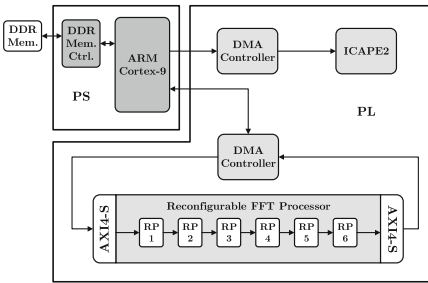 DDR
Mem.
DDR
Mem.
Ctrl.
ARM
Cortex-9
PS
DMA
Controller
ICAPE2
PL
DMA
Controller
AXI4-S
Reconfigurable FFT Processor
RP
1
RP
2
RP
3
RP
4
RP
5
RP
6
AXI4-S